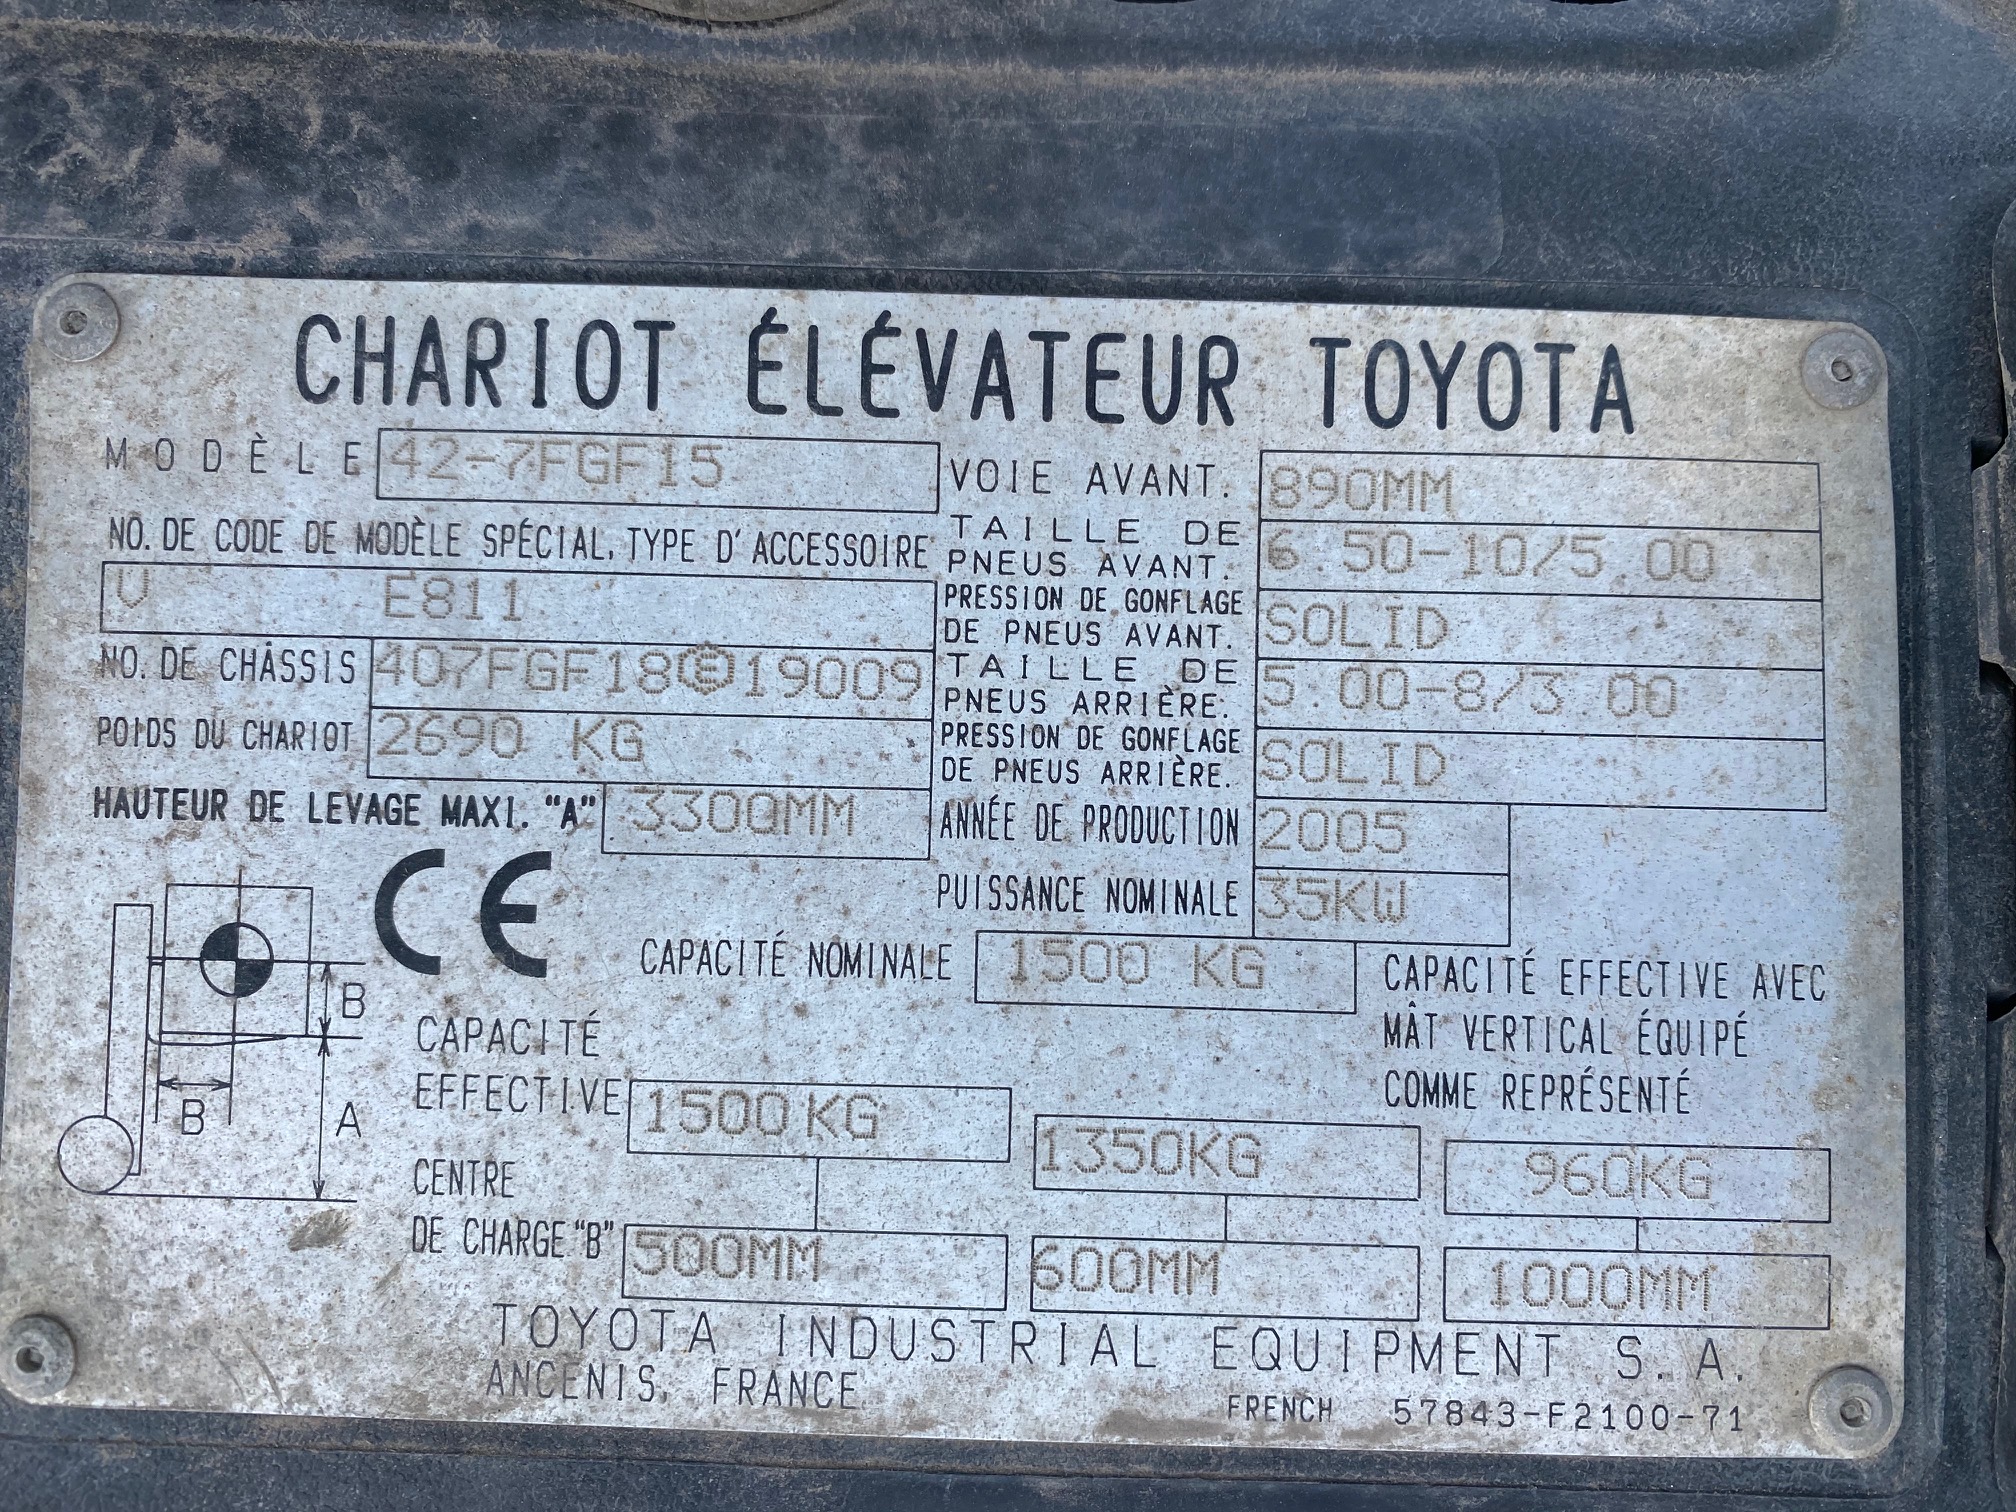 CHARIOT ÉLÉVATEUR TOYOTA
MODÈLE 42-7FGF15
NO. DE CODE DE MODÈLE SPÉCIAL, TYPE D'ACCESSOIRE
V E811
NO. DE CHÂSSIS 407FGF18Ⓔ19009
POIDS DU CHARIOT 2690 KG
HAUTEUR DE LEVAGE MAXI. "A" 3300MM
VOIE AVANT. 890MM
TAILLE DE
PNEUS AVANT. 6.50-10/5.00
PRESSION DE GONFLAGE
DE PNEUS AVANT. SOLID
TAILLE DE
PNEUS ARRIÈRE. 5.00-8/3.00
PRESSION DE GONFLAGE
DE PNEUS ARRIÈRE. SOLID
ANNÉE DE PRODUCTION 2005
PUISSANCE NOMINALE 35KW
CE
B
B
A
CAPACITÉ NOMINALE 1500 KG
CAPACITÉ EFFECTIVE AVEC
MÂT VERTICAL ÉQUIPÉ
COMME REPRÉSENTÉ
CAPACITÉ
EFFECTIVE 1500KG 1350KG 960KG
CENTRE
DE CHARGE "B" 500MM 600MM 1000MM
TOYOTA INDUSTRIAL EQUIPMENT S.A.
ANCENIS, FRANCE
FRENCH 57843-F2100-71